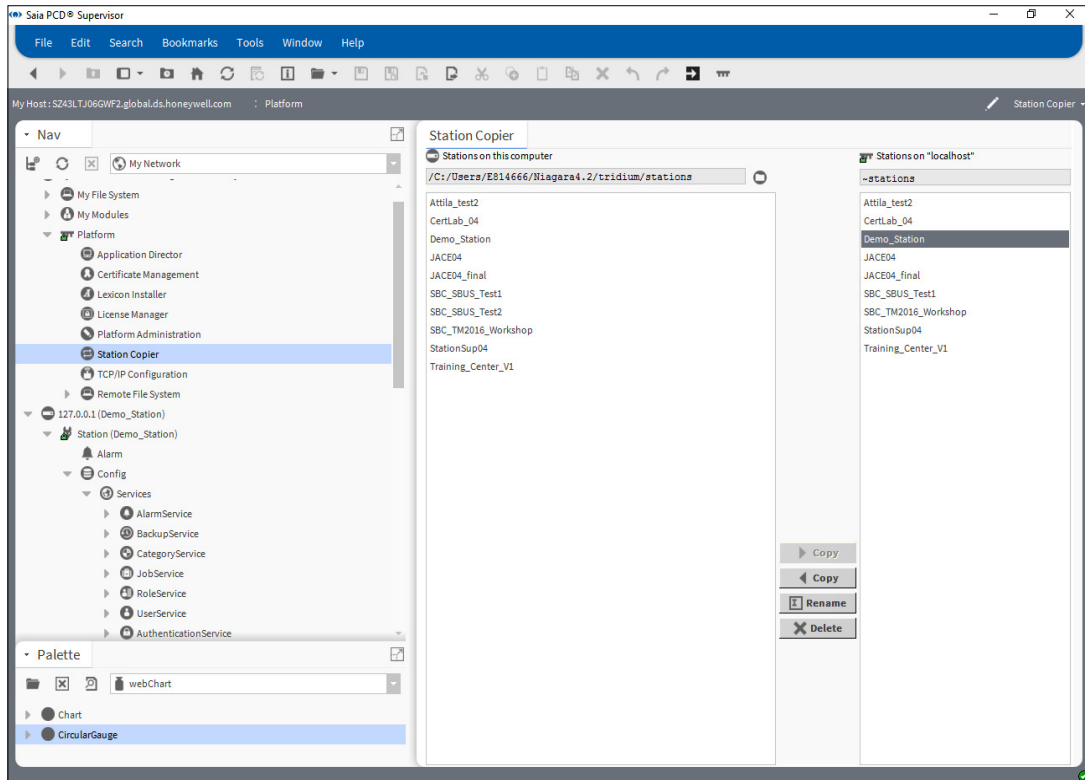 Saia PCD® Supervisor
File Edit Search Bookmarks Tools Window Help
My Host : SZ43LTJ06GWF2.global.ds.honeywell.com : Platform
Station Copier
Nav
My Network
My File System
My Modules
Platform
Application Director
Certificate Management
Lexicon Installer
License Manager
Platform Administration
Station Copier
TCP/IP Configuration
Remote File System
127.0.0.1 (Demo_Station)
Station (Demo_Station)
Alarm
Config
Services
AlarmService
BackupService
CategoryService
JobService
RoleService
UserService
AuthenticationService
Palette
webChart
Chart
CircularGauge
Station Copier
Stations on this computer
/C:/Users/E814666/Niagara4.2/tridium/stations
Attila_test2
CertLab_04
Demo_Station
JACE04
JACE04_final
SBC_SBUS_Test1
SBC_SBUS_Test2
SBC_TM2016_Workshop
StationSup04
Training_Center_V1
Copy
Copy
Rename
Delete
Stations on "localhost"
~stations
Attila_test2
CertLab_04
Demo_Station
JACE04
JACE04_final
SBC_SBUS_Test1
SBC_TM2016_Workshop
StationSup04
Training_Center_V1